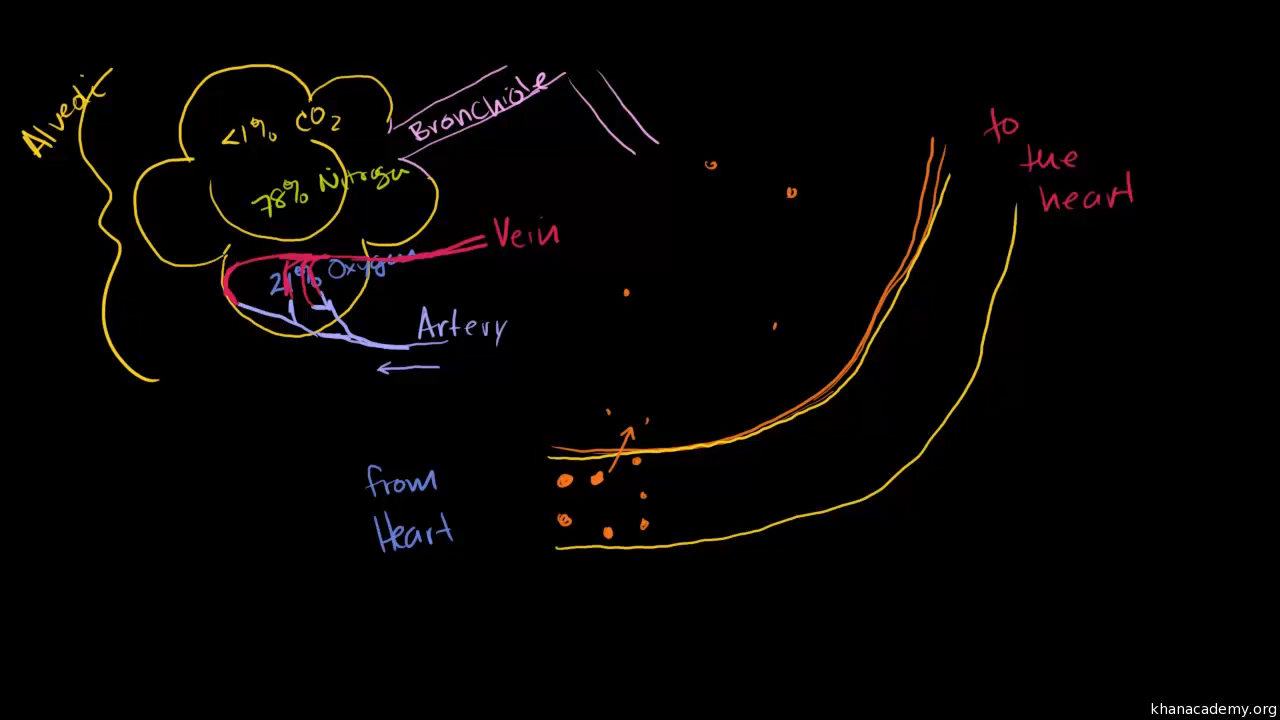 Alveoli
<1% CO2
Bronchiole
78% Nitrogen
21% Oxygen
Vein
Artery
to
the
heart
from
Heart
khanacademy.org